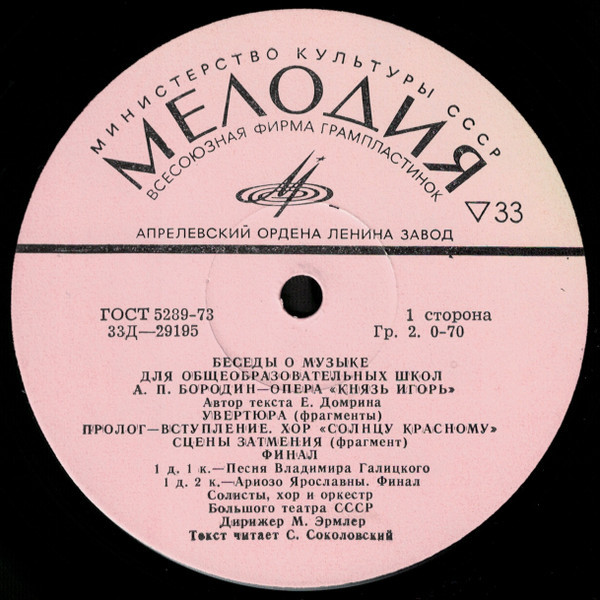 МИНИСТЕРСТВО КУЛЬТУРЫ СССР
МЕЛОДИЯ
ВСЕСОЮЗНАЯ ФИРМА ГРАМПЛАСТИНОК
▽33
АПРЕЛЕВСКИЙ ОРДЕНА ЛЕНИНА ЗАВОД
ГОСТ 5289-73 1 сторона
33Д—29195 Гр. 2. 0-70
БЕСЕДЫ О МУЗЫКЕ
ДЛЯ ОБЩЕОБРАЗОВАТЕЛЬНЫХ ШКОЛ
А. П. БОРОДИН—ОПЕРА «КНЯЗЬ ИГОРЬ»
Автор текста Е. Домрина
УВЕРТЮРА (фрагменты)
ПРОЛОГ—ВСТУПЛЕНИЕ. ХОР «СОЛНЦУ КРАСНОМУ»
СЦЕНЫ ЗАТМЕНИЯ (фрагмент)
ФИНАЛ
1 д. 1 к.—Песня Владимира Галицкого
1 д. 2 к.—Ариозо Ярославны. Финал
Солисты, хор и оркестр
Большого театра СССР
Дирижер М. Эрмлер
Текст читает С. Соколовский